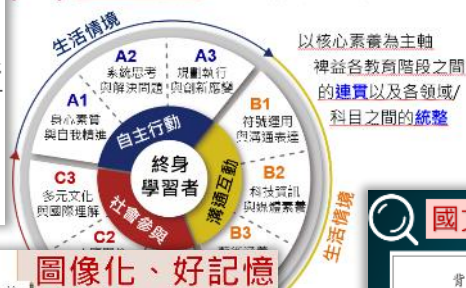 生活情境
以核心素養為主軸
裨益各教育階段之間
的連貫以及各領域/
科目之間的統整
A1
身心素質
與自我精進
A2
系統思考
與解決問題
A3
規劃執行
與創新應變
B1
符號運用
與溝通表達
B2
科技資訊
與媒體素養
B3
C3
多元文化
與國際理解
C2
自主行動
溝通互動
社會參與
終身
學習者
生活情境
圖像化、好記憶
國